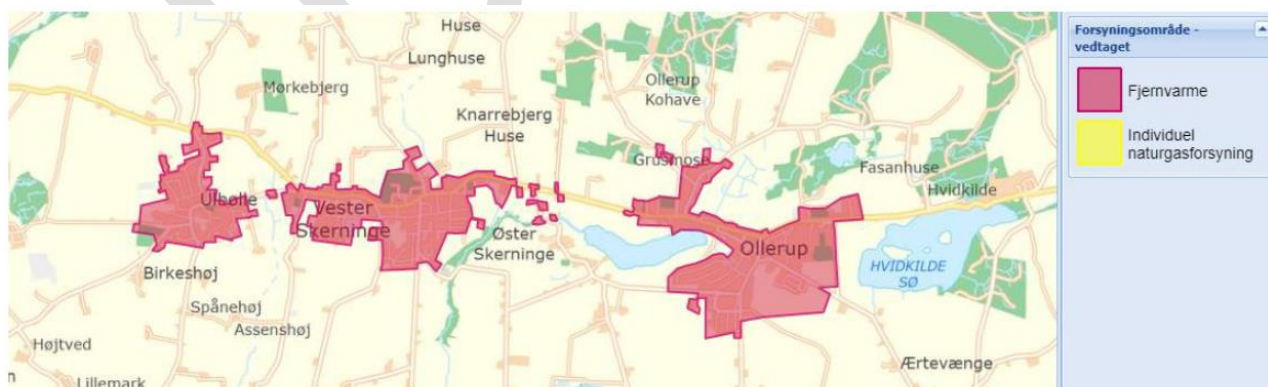 Huse
Lunghuse
Mørkebjerg
Knarrebjerg
Huse
Ollerup
Kohave
Grusmose
Fasanhuse
Hvidkilde
Ulbølle
Vester
Skerninge
Øster
Skerninge
Ollerup
HVIDKILDE
SØ
Birkeshøj
Spånehøj
Assenshøj
Højtved
Lillemark
Ærtevænge
n
Forsyningsområde -
vedtaget
Fjernvarme
Individuel
naturgasforsyning